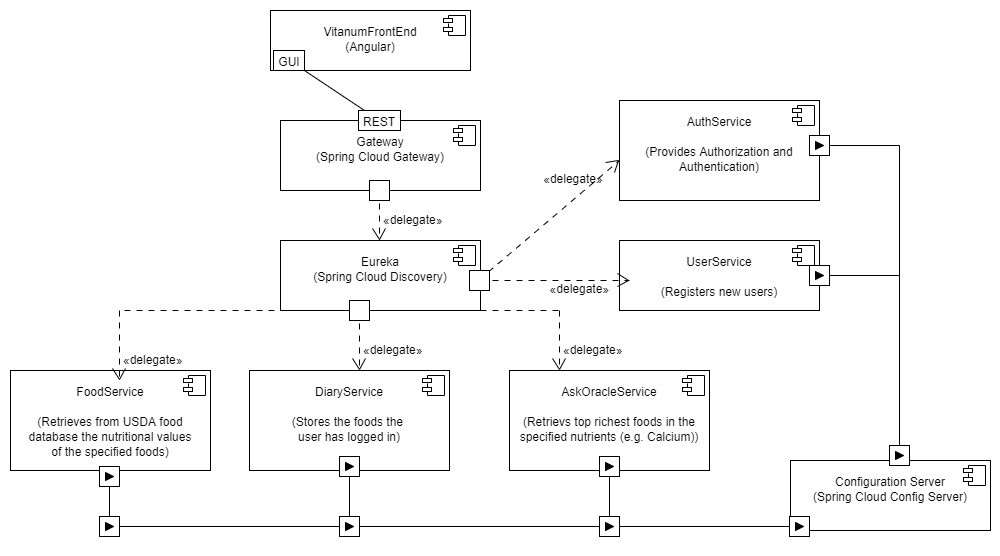 VitanumFrontEnd
(Angular)
GUI
REST
Gateway
(Spring Cloud Gateway)
«delegate»
Eureka
(Spring Cloud Discovery)
«delegate»
AuthService
(Provides Authorization and
Authentication)
«delegate»
UserService
(Registers new users)
«delegate»
FoodService
(Retrieves from USDA food
database the nutritional values
of the specified foods)
«delegate»
DiaryService
(Stores the foods the
user has logged in)
«delegate»
AskOracleService
(Retrievs top richest foods in the
specified nutrients (e.g. Calcium))
Configuration Server
(Spring Cloud Config Server)